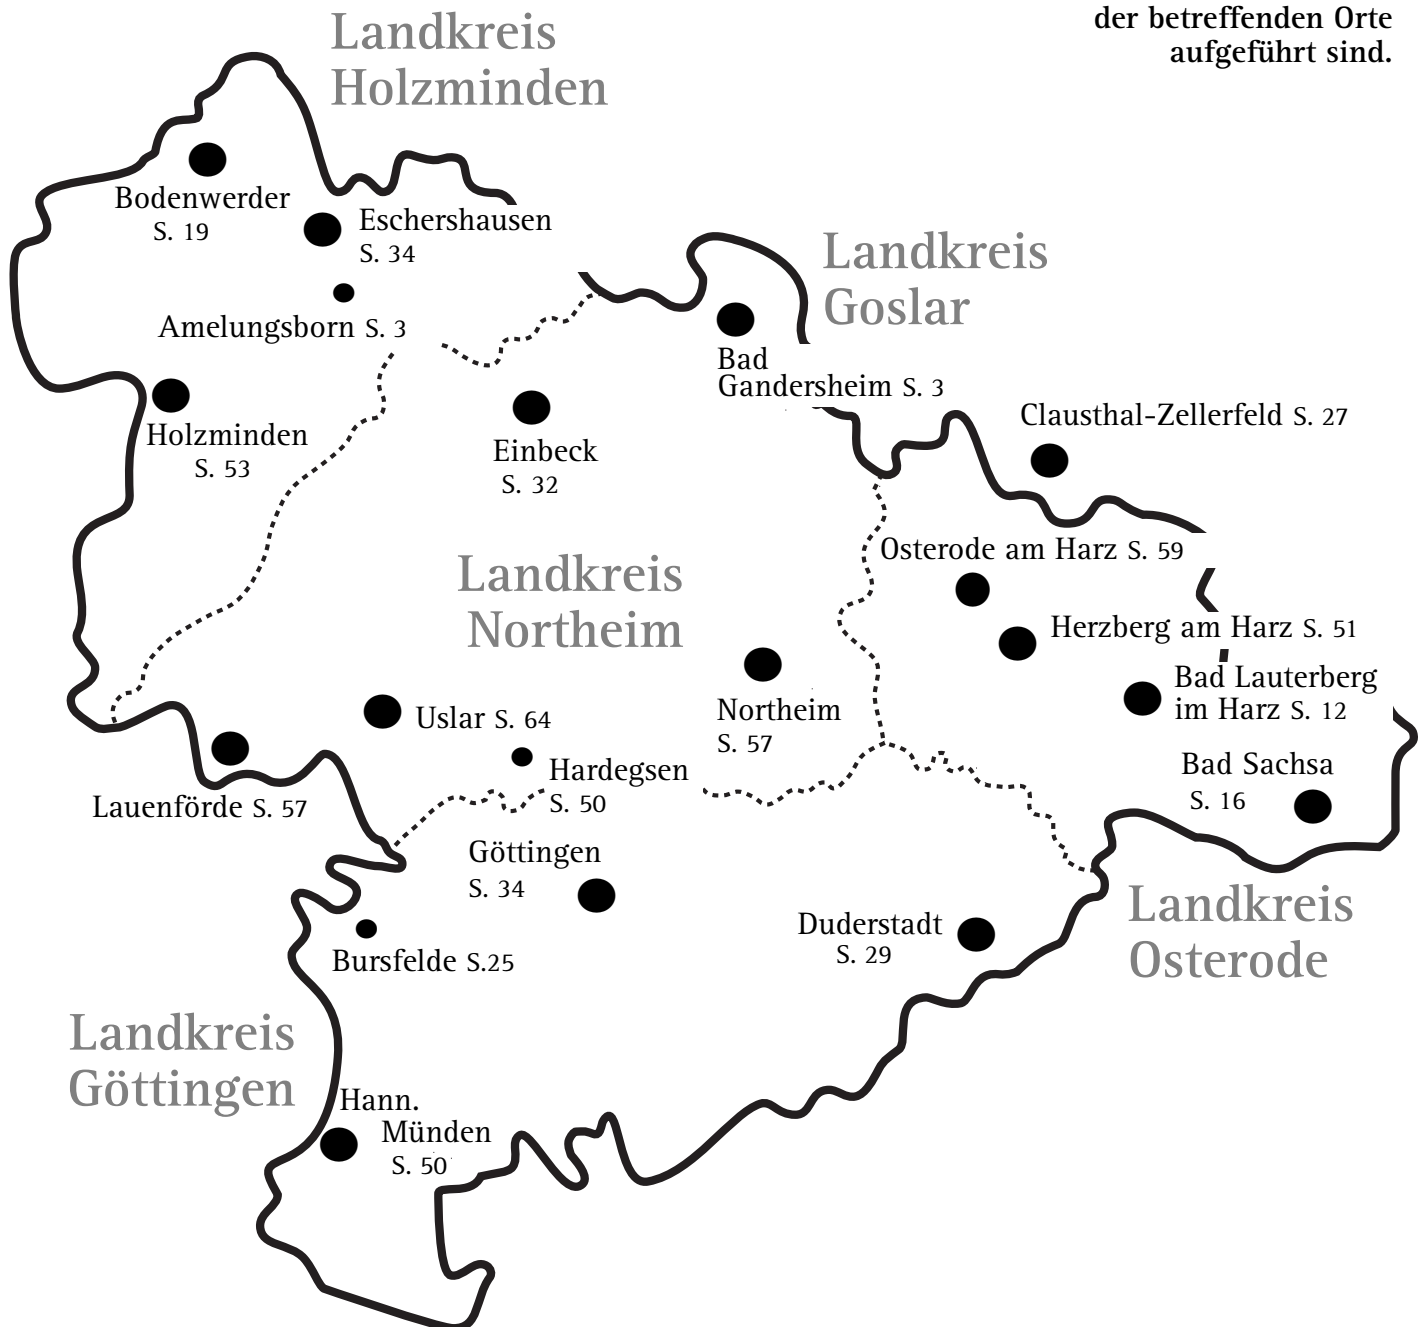 der betreffenden Orte
aufgeführt sind.
Landkreis
Holzminden
Bodenwerder
S. 19
Eschershausen
S. 34
Amelungsborn S. 3
Landkreis
Goslar
Bad
Gandersheim S. 3
Holzminden
S. 53
Einbeck
S. 32
Clausthal-Zellerfeld S. 27
Landkreis
Northeim
Osterode am Harz S. 59
Herzberg am Harz S. 51
Bad Lauterberg
im Harz S. 12
Uslar S. 64
Northeim
S. 57
Hardegsen
S. 50
Bad Sachsa
S. 16
Lauenförde S. 57
Göttingen
S. 34
Duderstadt
S. 29
Landkreis
Osterode
Bursfelde S.25
Landkreis
Göttingen
Hann.
Münden
S. 50